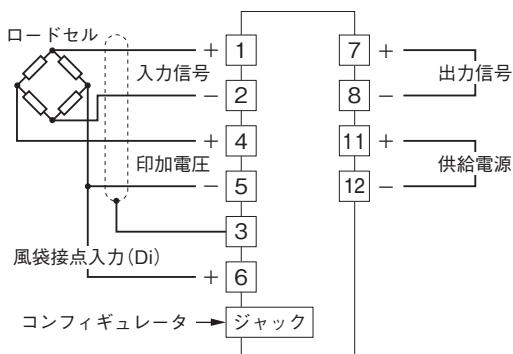 ロードセル
+ 1
入力信号
− 2
+ 4
印加電圧
− 5
3
風袋接点入力(Di)
+ 6
コンフィギュレータ
ジャック
7 +
出力信号
8 −
11 +
供給電源
12 −